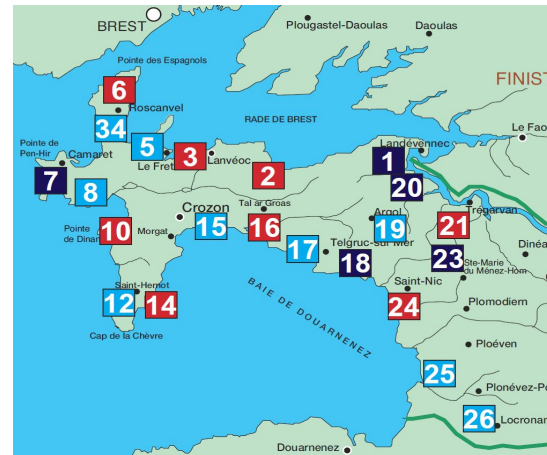 BREST
Plougastel-Daoulas
Daoulas
Pointe des Espagnols
FINIST
6
Roscanvel
34
RADE DE BREST
Le Fao
Pointe de
Pen-Hir
Camaret
5
Le Fret
3
Lanvéoc
Landévennec
1
7
8
2
20
Crozon
Tal ar Groas
Argol
Trégarvan
10
Pointe
de Dinan
Morgat
15
16
19
21
17
Telgruc-sur Mer
18
23
Dinéa
Ste-Marie
du Ménez-Hom
Saint-Hernot
12
14
Saint-Nic
24
Plomodiern
Cap de la Chèvre
BAIE DE DOUARNENEZ
Ploéven
25
Plonévez-Po
26
Locronan
Douarnenez